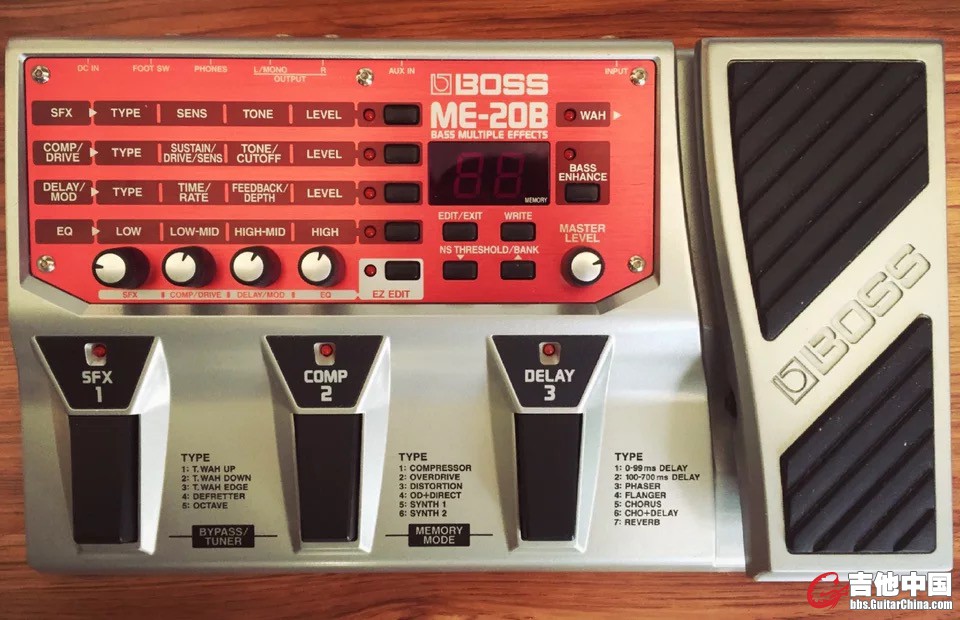 DC IN FOOT SW PHONES L/MONO R AUX IN INPUT
OUTPUT
BOSS
ME-20B
BASS MULTIPLE EFFECTS
SFX TYPE SENS TONE LEVEL
WAH
COMP/
DRIVE
TYPE
SUSTAIN/
DRIVE/SENS
TONE/
CUTOFF
LEVEL
BASS
ENHANCE
MEMORY
DELAY/
MOD
TYPE
TIME/
RATE
FEEDBACK/
DEPTH
LEVEL
EDIT/EXIT WRITE
EQ LOW LOW-MID HIGH-MID HIGH
NS THRESHOLD/BANK
MASTER
LEVEL
SFX COMP/DRIVE DELAY/MOD EQ
EZ EDIT
BOSS
SFX
1
COMP
2
DELAY
3
TYPE
1: T. WAH UP
2: T. WAH DOWN
3: T. WAH EDGE
4: DEFRETTER
5: OCTAVE
BYPASS/
TUNER
TYPE
1: COMPRESSOR
2: OVERDRIVE
3: DISTORTION
4: OD+DIRECT
5: SYNTH 1
6: SYNTH 2
MEMORY
MODE
TYPE
1: 0-99 ms DELAY
2: 100-700 ms DELAY
3: PHASER
4: FLANGER
5: CHORUS
6: CHO+DELAY
7: REVERB
吉他中国
bbs.GuitarChina.com